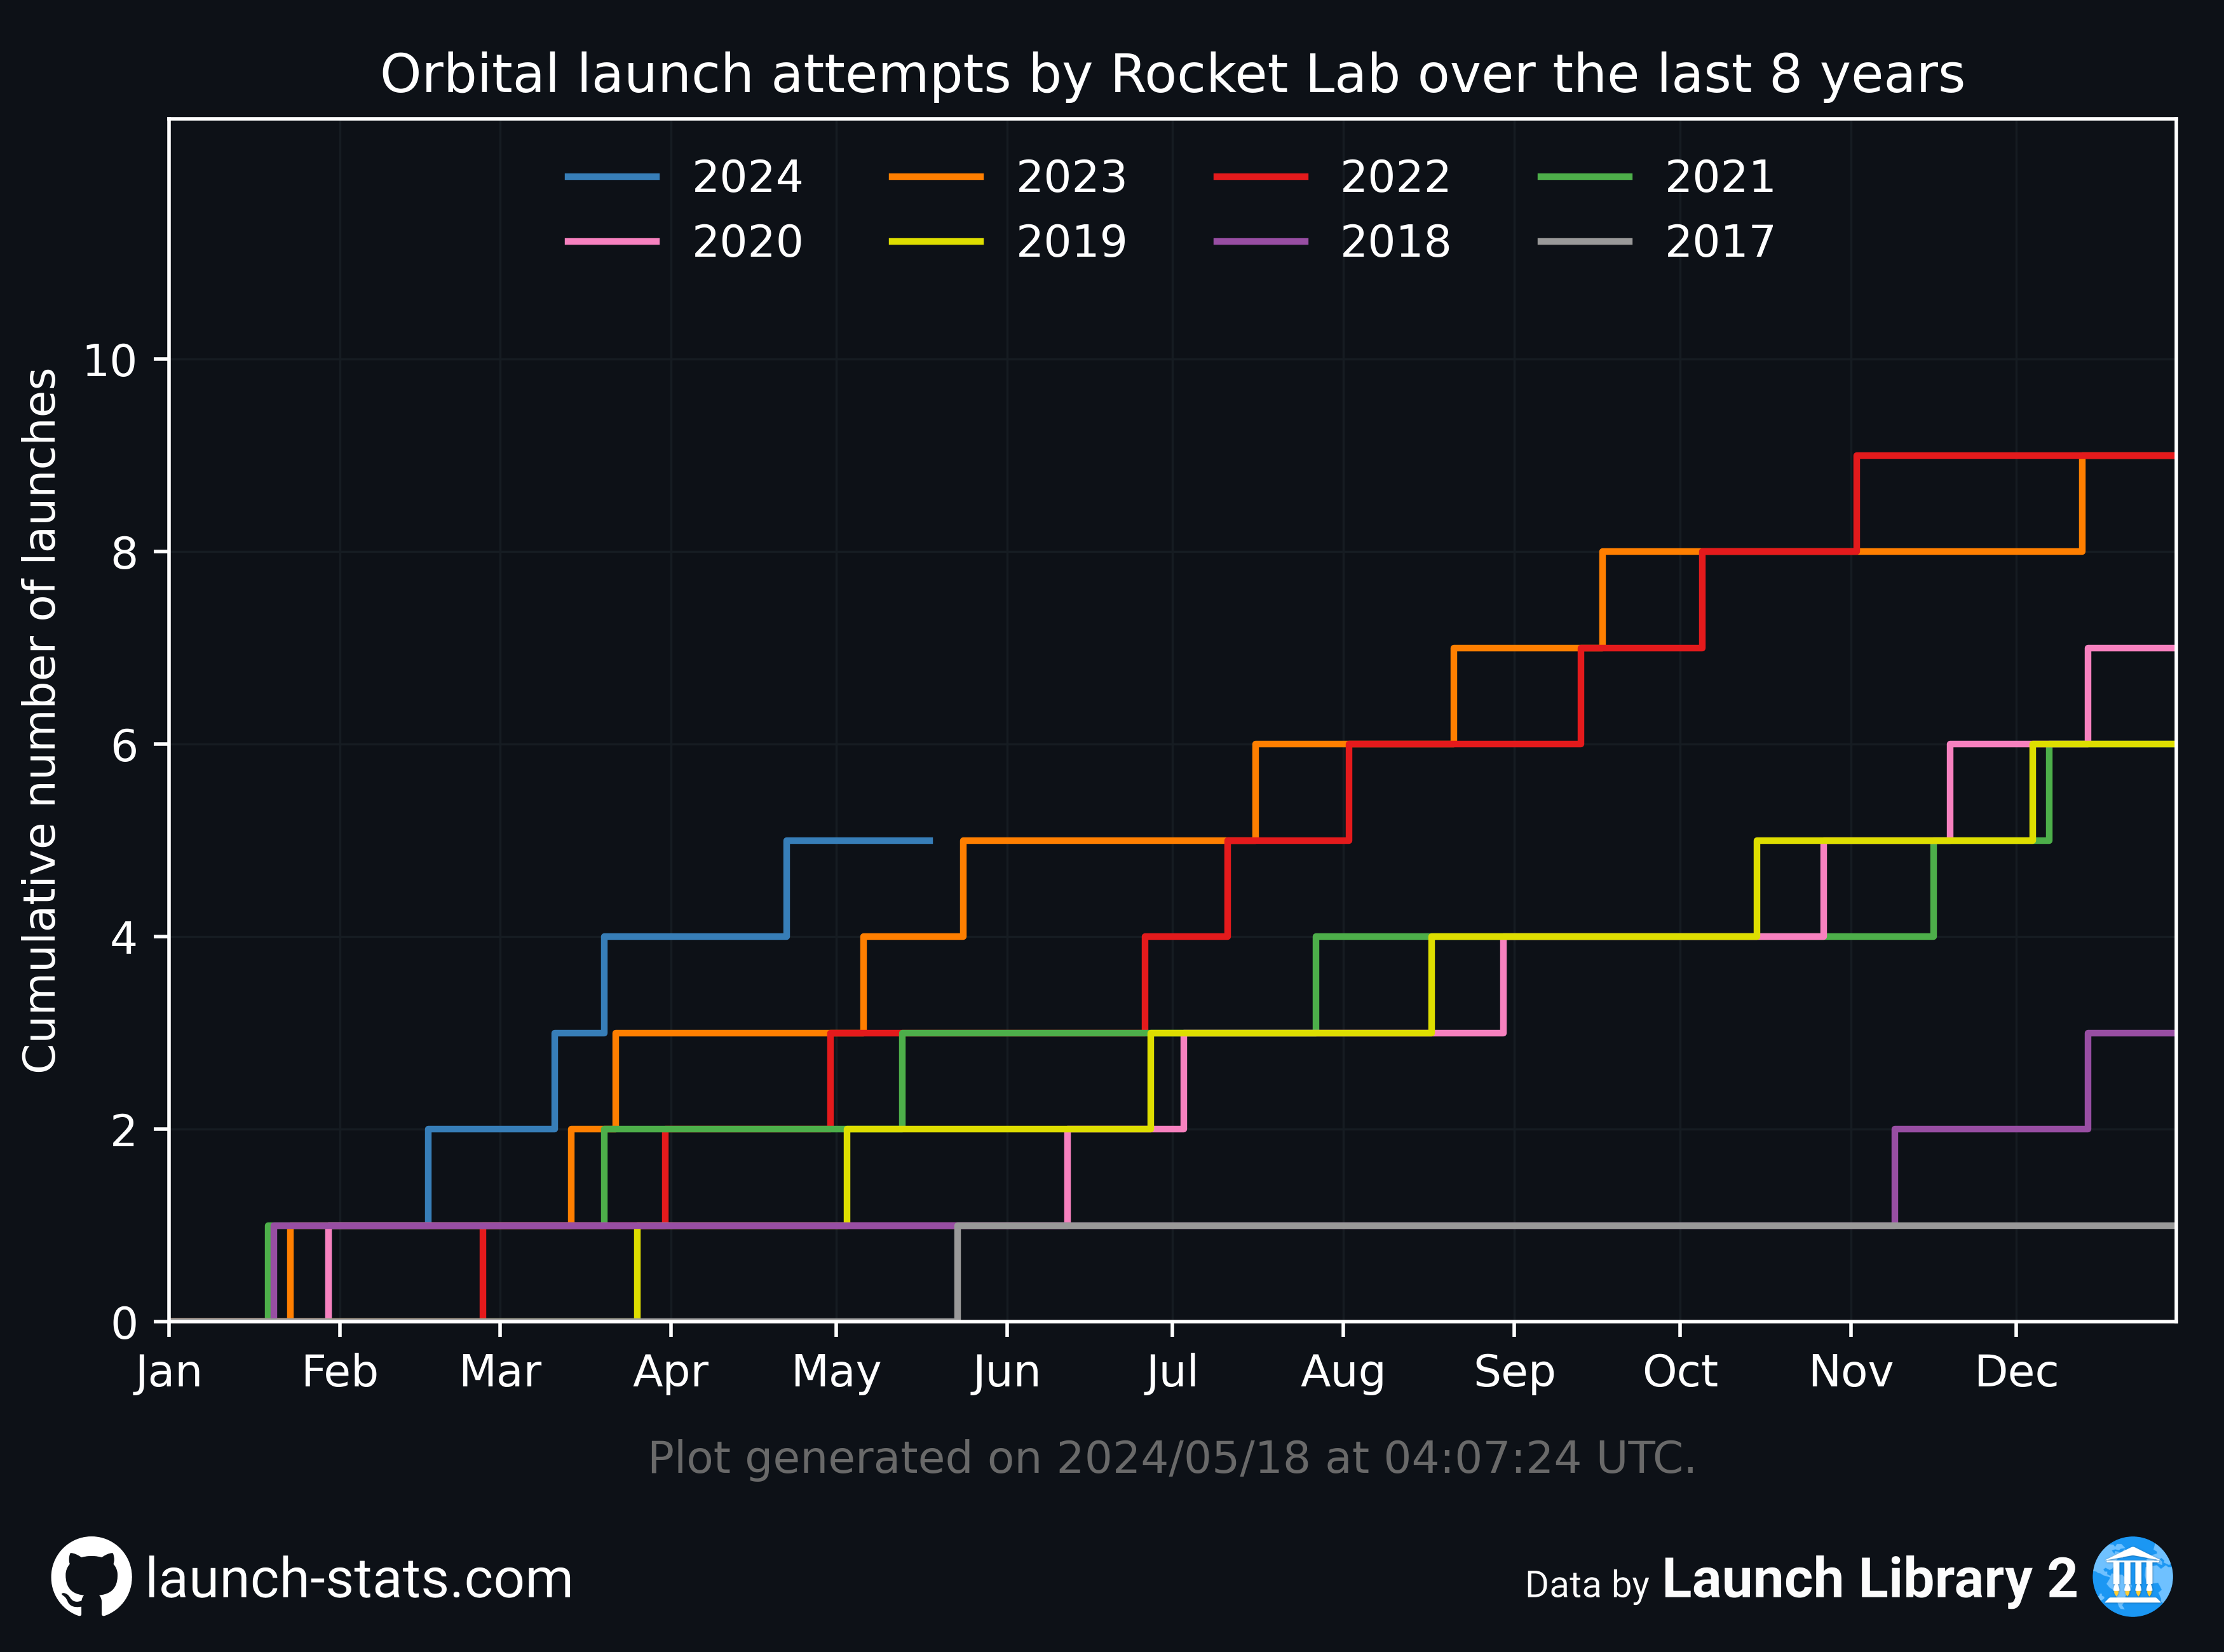 Orbital launch attempts by Rocket Lab over the last 8 years
2024 2023 2022 2021
2020 2019 2018 2017
Cumulative number of launches
10
8
6
4
2
0
Jan Feb Mar Apr May Jun Jul Aug Sep Oct Nov Dec
Plot generated on 2024/05/18 at 04:07:24 UTC.
launch-stats.com
Data by Launch Library 2